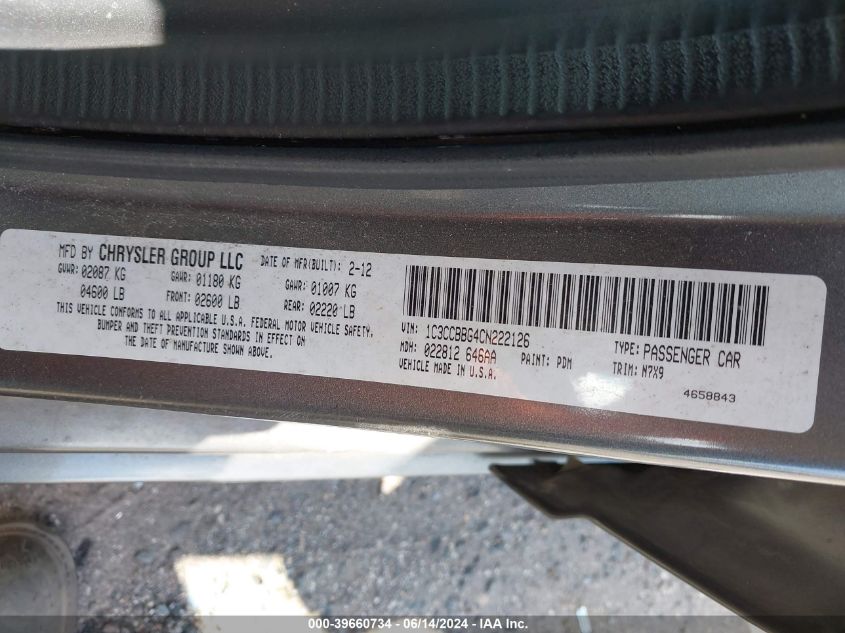 MFD BY CHRYSLER GROUP LLC DATE OF MFR(BUILT): 2-12
GVWR: 02087 KG GAWR: 01180 KG GAWR: 01007 KG
04600 LB FRONT: 02600 LB REAR: 02220 LB
THIS VEHICLE CONFORMS TO ALL APPLICABLE U.S.A. FEDERAL MOTOR VEHICLE SAFETY,
BUMPER AND THEFT PREVENTION STANDARDS IN EFFECT ON
THE DATE OF MANUFACTURE SHOWN ABOVE.
VIN: 1C3CCBBG4CN222126 TYPE: PASSENGER CAR
MDH: 022812 646AA PAINT: PDM TRIM: N7X9
VEHICLE MADE IN U.S.A.
4658843
000-39660734 - 06/14/2024 - IAA Inc.